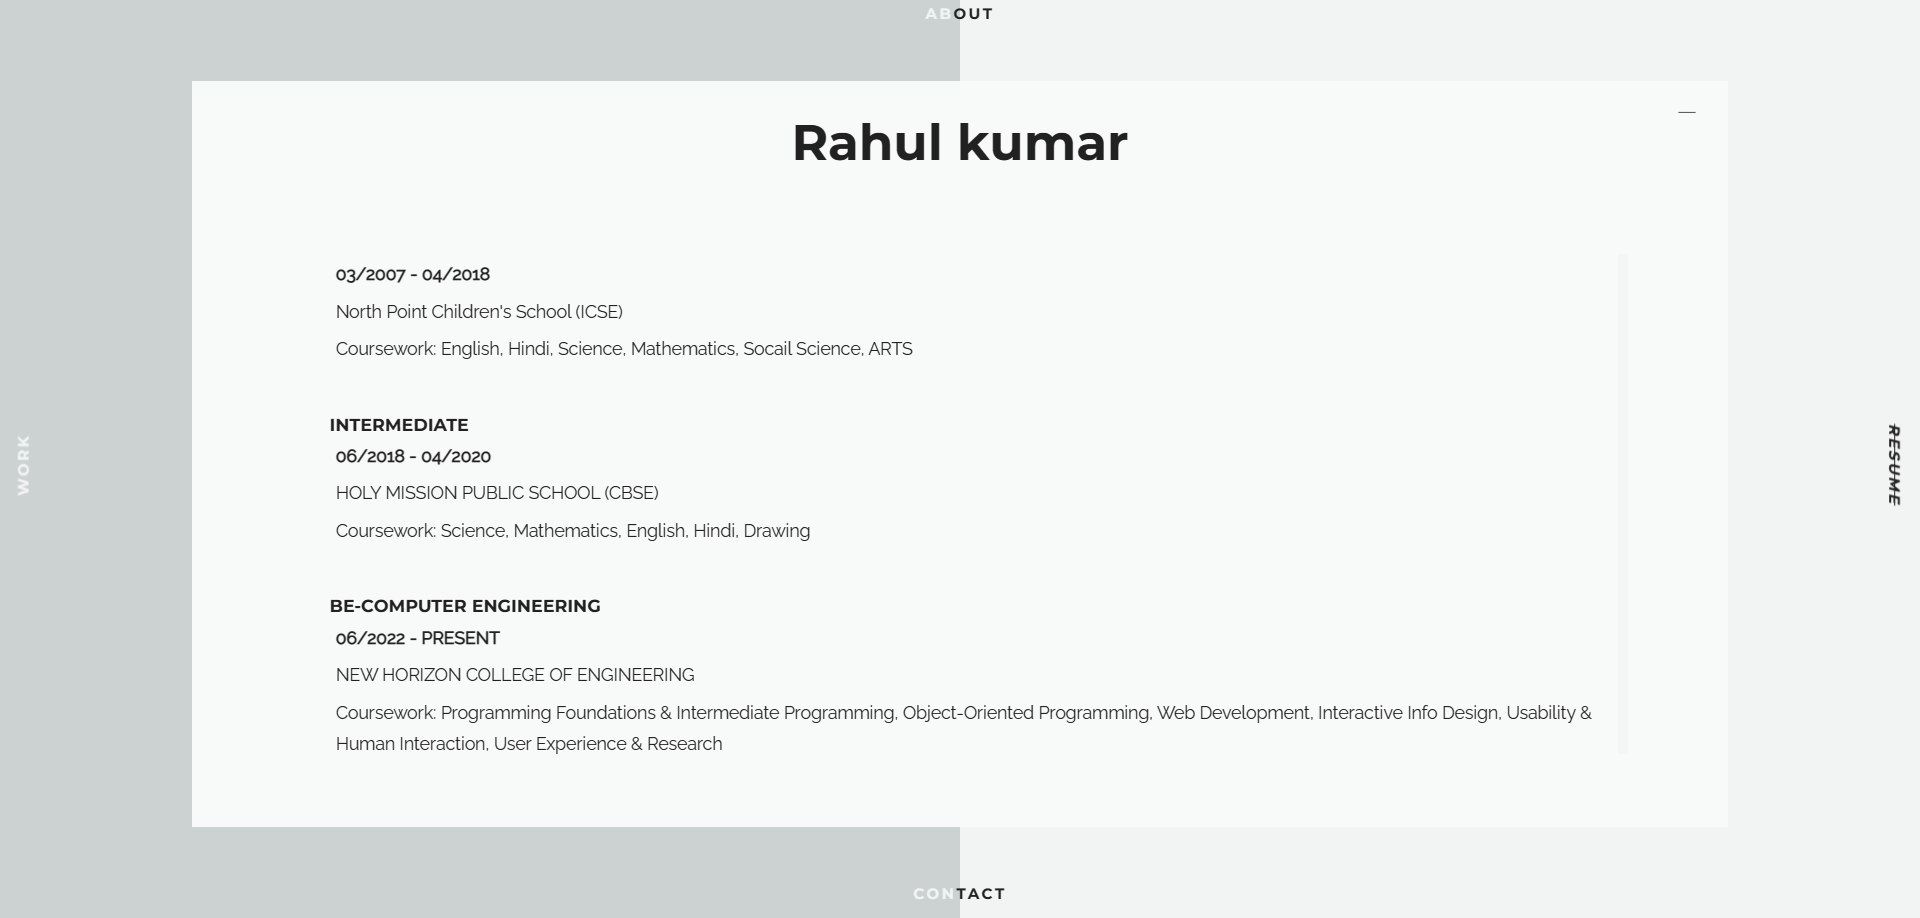 ABOUT
Rahul kumar
03/2007 - 04/2018
North Point Children's School (ICSE)
Coursework: English, Hindi, Science, Mathematics, Socail Science, ARTS
INTERMEDIATE
06/2018 - 04/2020
HOLY MISSION PUBLIC SCHOOL (CBSE)
Coursework: Science, Mathematics, English, Hindi, Drawing
BE-COMPUTER ENGINEERING
06/2022 - PRESENT
NEW HORIZON COLLEGE OF ENGINEERING
Coursework: Programming Foundations & Intermediate Programming, Object-Oriented Programming, Web Development, Interactive Info Design, Usability &
Human Interaction, User Experience & Research
WORK
RESUME
CONTACT